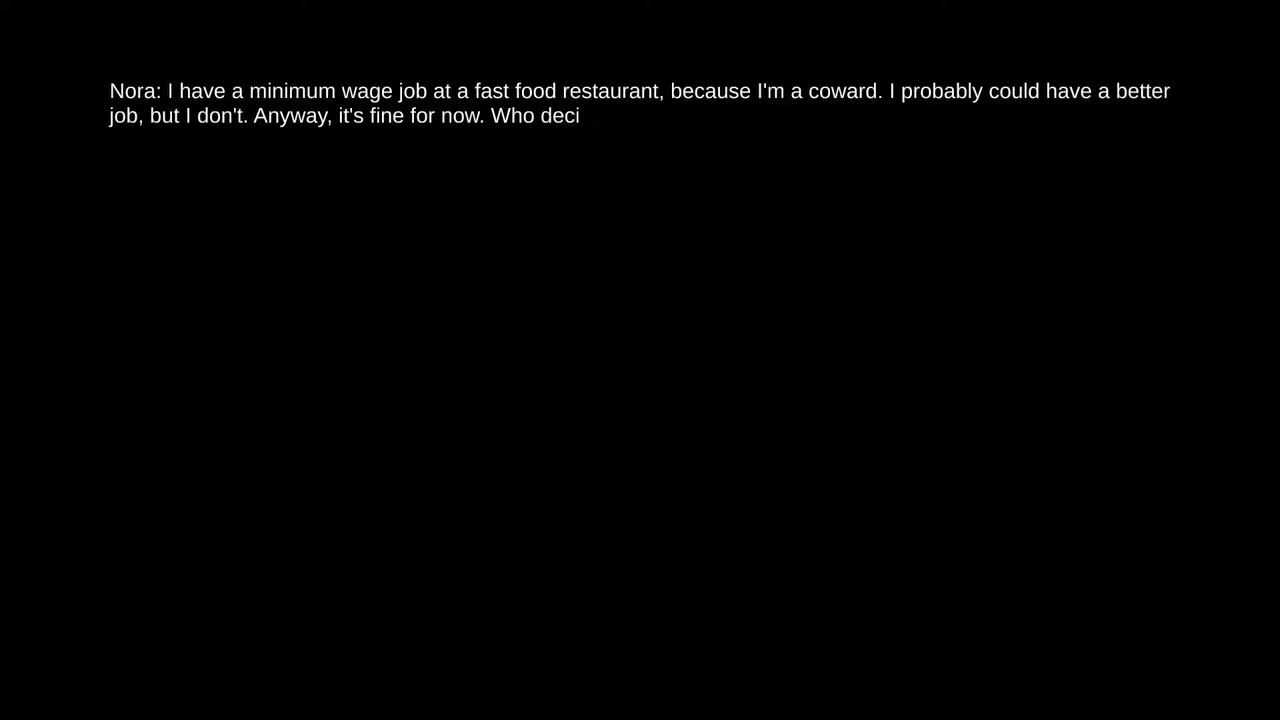 Nora: I have a minimum wage job at a fast food restaurant, because I'm a coward. I probably could have a better
job, but I don't. Anyway, it's fine for now. Who deci